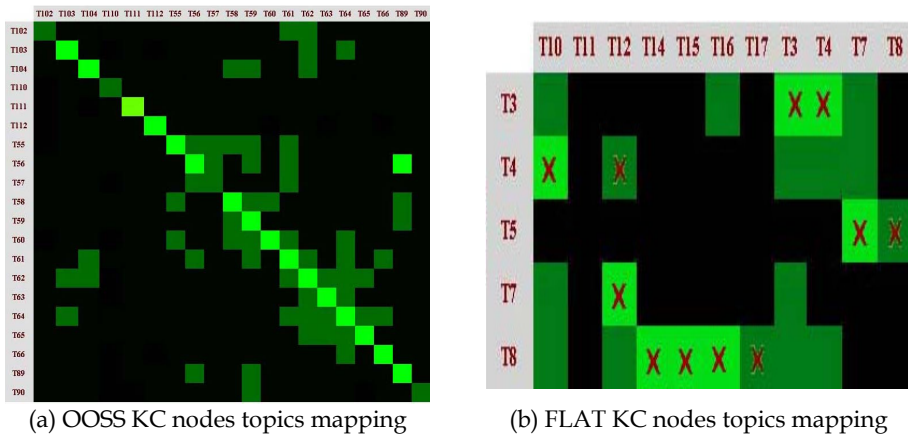 T102 T103 T104 T110 T111 T112 T55 T56 T57 T58 T59 T60 T61 T62 T63 T64 T65 T66 T89 T90
T102
T103
T104
T110
T111
T112
T55
T56
T57
T58
T59
T60
T61
T62
T63
T64
T65
T66
T89
T90
(a) OOSS KC nodes topics mapping
T10 T11 T12 T14 T15 T16 T17 T3 T4 T7 T8
T3 X X
T4 X X
T5 X X
T7 X
T8 X X X X
(b) FLAT KC nodes topics mapping